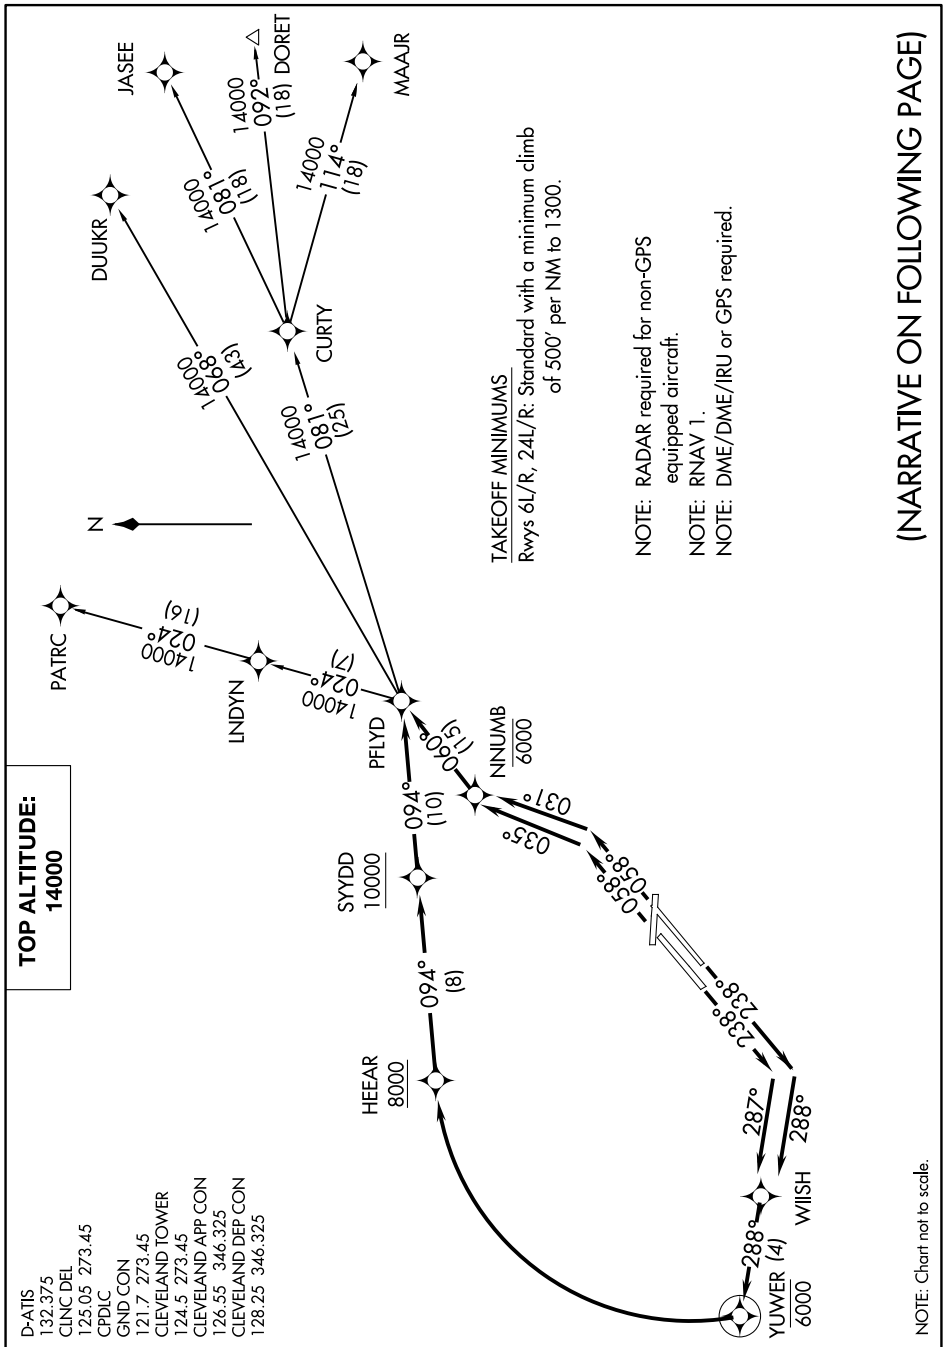 D-ATIS
132.375
CLNC DEL
125.05 273.45
CPDLC
GND CON
121.7 273.45
CLEVELAND TOWER
124.5 273.45
CLEVELAND APP CON
126.55 346.325
CLEVELAND DEP CON
128.25 346.325
TOP ALTITUDE:
14000
PATRC
14000
024°
(16)
LNDYN
14000
024°
(7)
N
DUUKR
14000
068°
(43)
JASEE
14000
081°
(18)
14000
092°
(18) DORET
14000
114°
(18)
MAAJR
CURTY
14000
081°
(25)
PFLYD
HEEAR
8000
094°
(8)
SYYDD
10000
094°
(10)
060°
(15)
NNUMB
6000
035°
031°
058°
058°
238°
238°
287°
288°
WIISH
288°
(4)
YUWER
6000
TAKEOFF MINIMUMS
Rwys 6L/R, 24L/R: Standard with a minimum climb
of 500' per NM to 1300.
NOTE: RADAR required for non-GPS
equipped aircraft.
NOTE: RNAV 1.
NOTE: DME/DME/IRU or GPS required.
NOTE: Chart not to scale.
(NARRATIVE ON FOLLOWING PAGE)